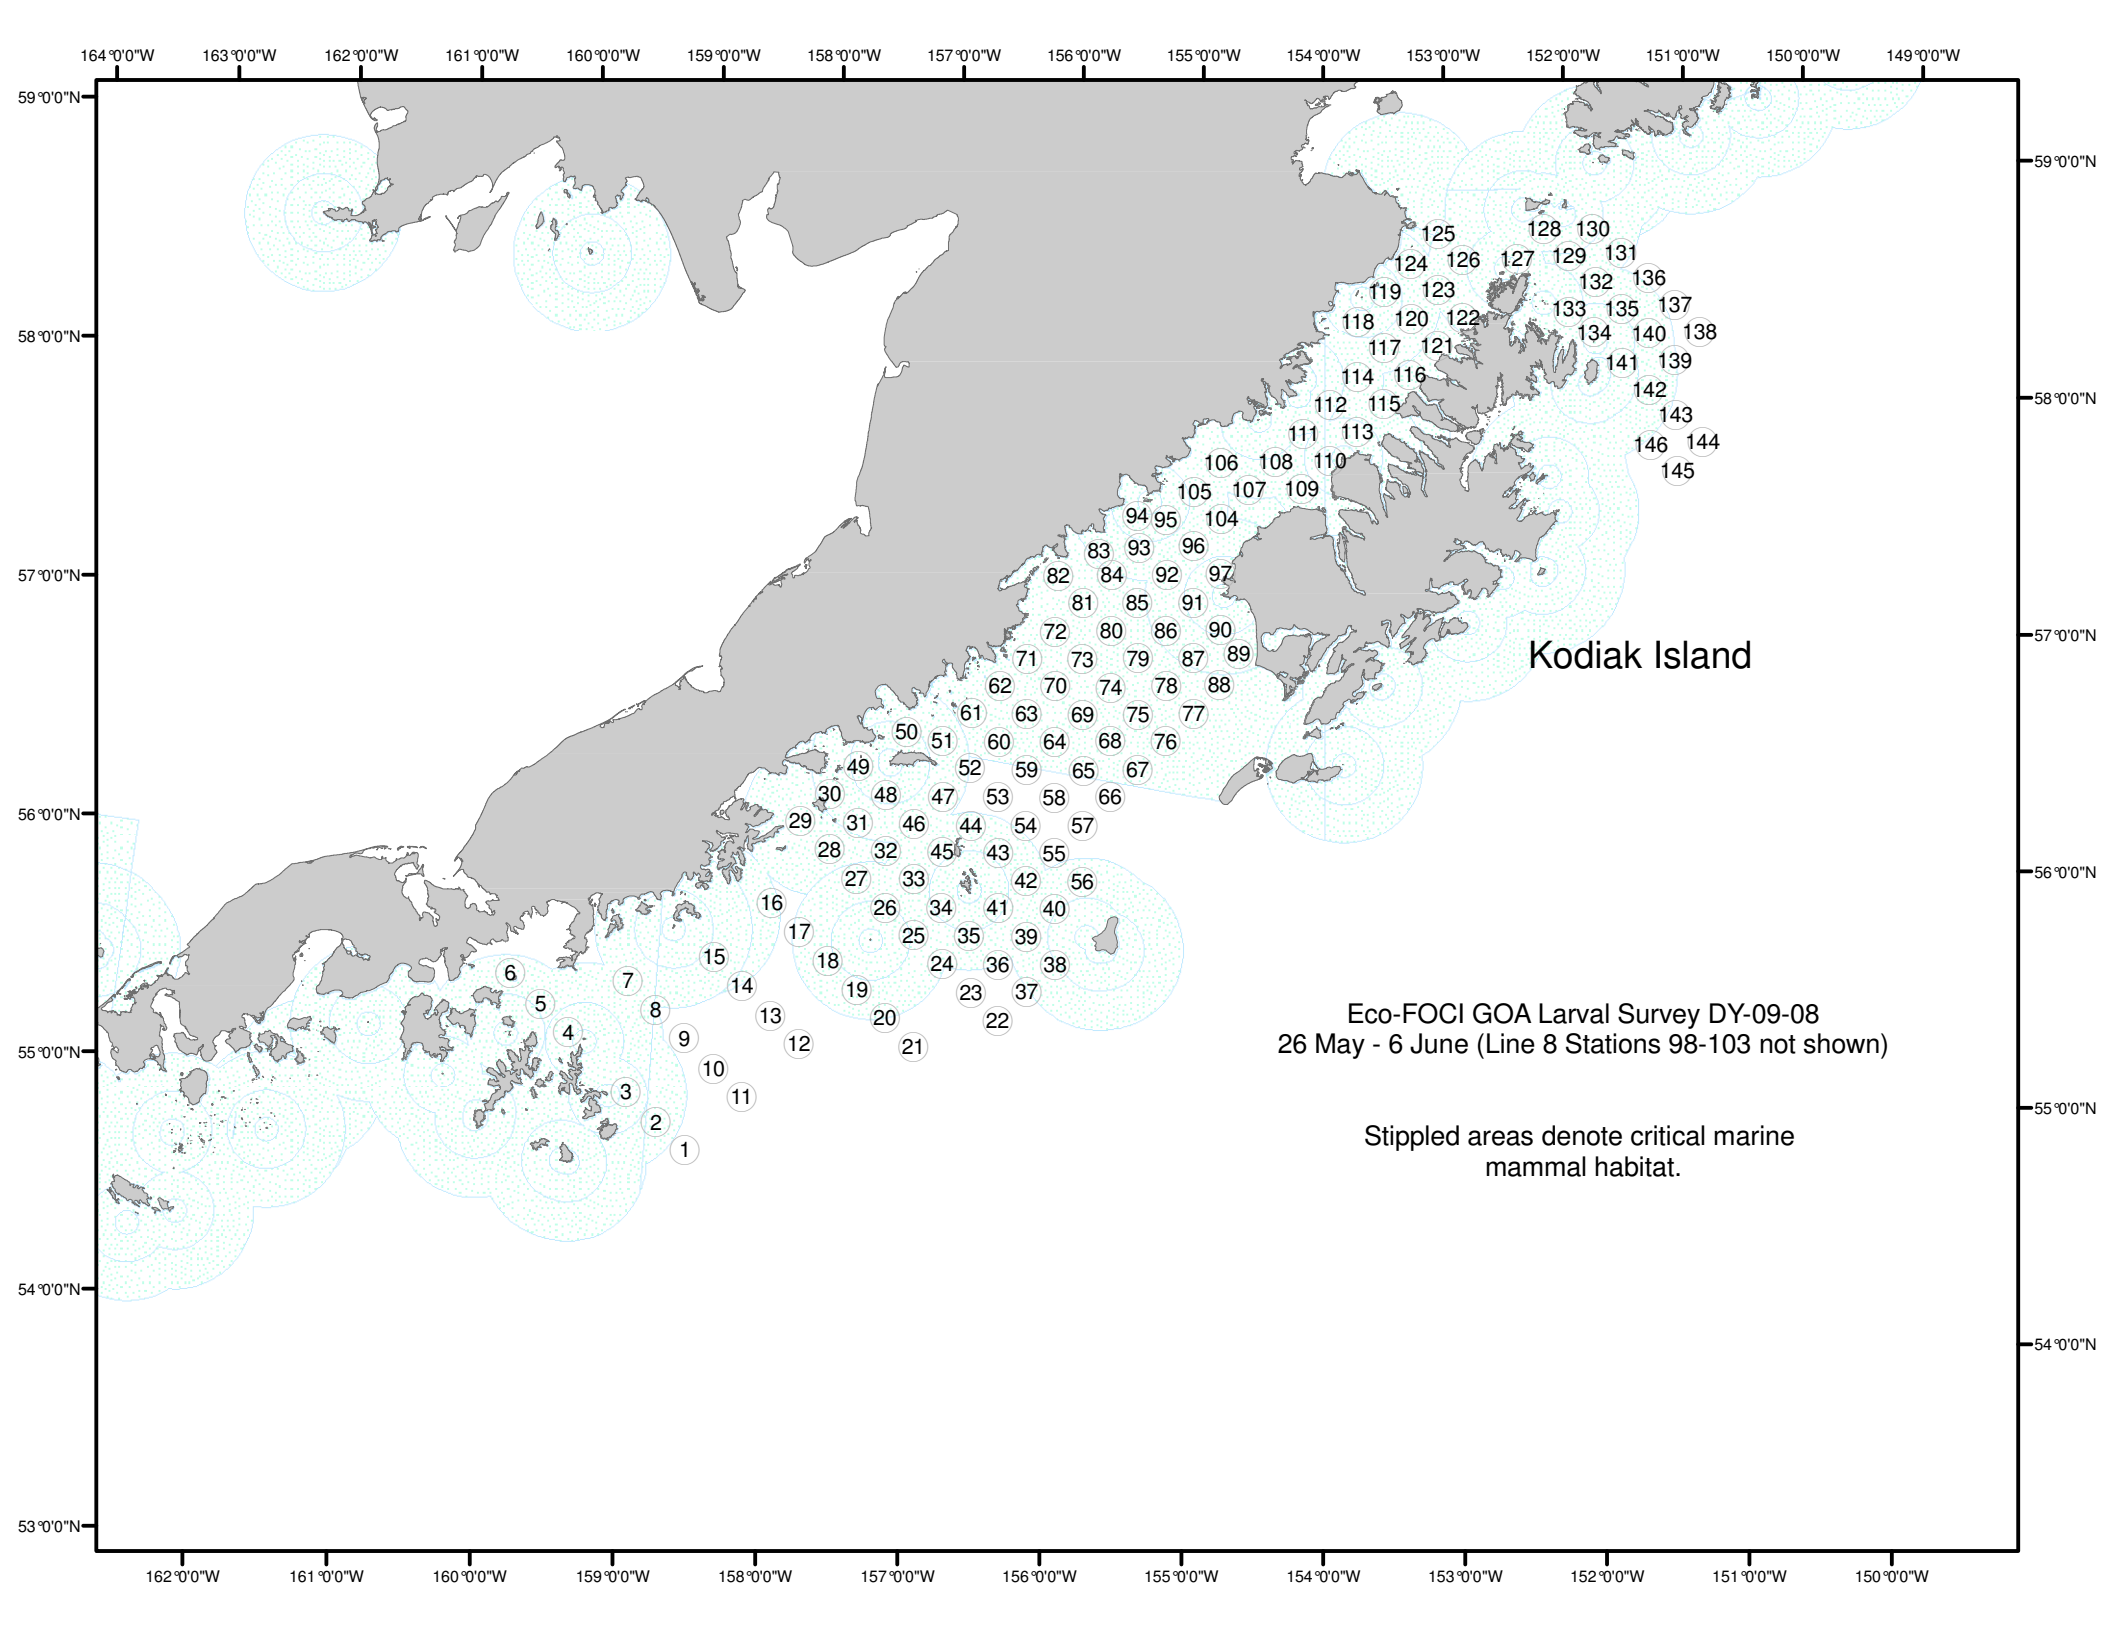 164°0'0"W 163°0'0"W 162°0'0"W 161°0'0"W 160°0'0"W 159°0'0"W 158°0'0"W 157°0'0"W 156°0'0"W 155°0'0"W 154°0'0"W 153°0'0"W 152°0'0"W 151°0'0"W 150°0'0"W 149°0'0"W
59°0'0"N
59°0'0"N
128 130
125
131
124 126 127 129
136
119 123 132
133 135 137
118 120 122
134 140 138
58°0'0"N
117 121
141 139
114 116
142
112 115
58°0'0"N
143
111 113
146 144
106 108 110
145
105 107 109
94 95 104
83 93 96
57°0'0"N
82 84 92 97
81 85 91
72 80 86 90
57°0'0"N
Kodiak Island
71 73 79 87 89
62 70 74 78 88
61 63 69 75 77
50 51 60 64 68 76
49 52 59 65 67
30 48 47 53 58 66
56°0'0"N
29 31 46 44 54 57
28 32 45 43 55
56°0'0"N
27 33 42 56
16 26 34 41 40
17 25 35 39
15 18 24 36 38
6 7 14 19 23 37
5 8 13 20 22
Eco-FOCI GOA Larval Survey DY-09-08
4 9 12 21
26 May - 6 June (Line 8 Stations 98-103 not shown)
55°0'0"N
10
3 11
55°0'0"N
2
1
Stippled areas denote critical marine
mammal habitat.
54°0'0"N
54°0'0"N
53°0'0"N
162°0'0"W 161°0'0"W 160°0'0"W 159°0'0"W 158°0'0"W 157°0'0"W 156°0'0"W 155°0'0"W 154°0'0"W 153°0'0"W 152°0'0"W 151°0'0"W 150°0'0"W